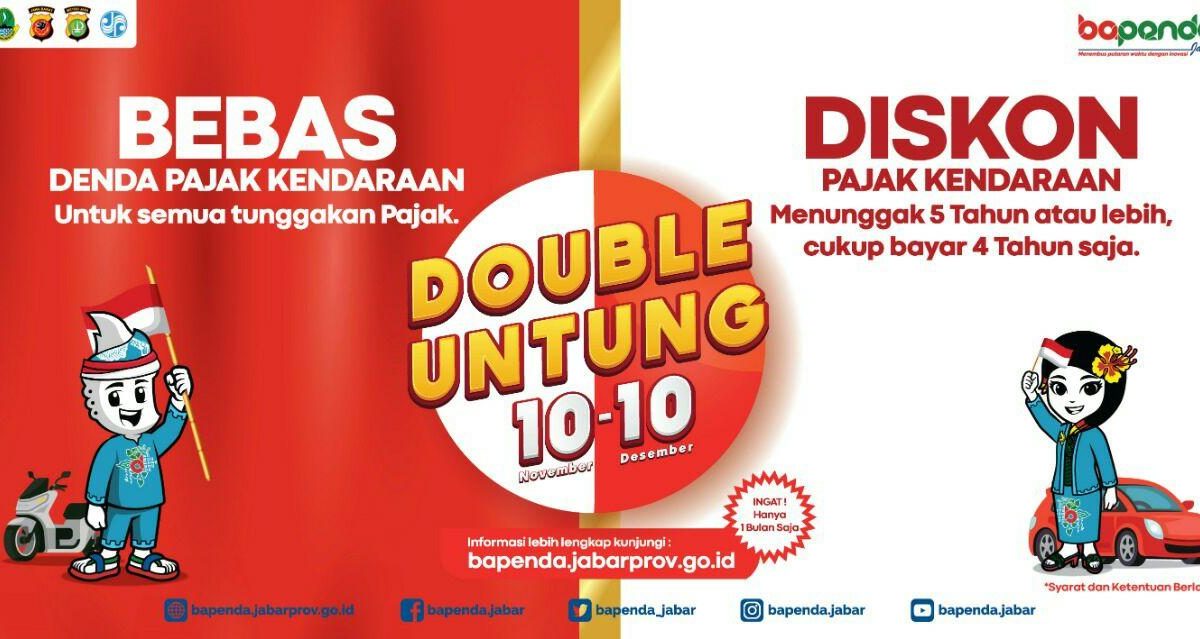 JAWA BARAT
bapenda
Menembus putaran waktu dengan inovasi
BEBAS
DENDA PAJAK KENDARAAN
Untuk semua tunggakan Pajak.
DISKON
PAJAK KENDARAAN
Menunggak 5 Tahun atau lebih,
cukup bayar 4 Tahun saja.
DOUBLE
UNTUNG
10-10
November Desember
INGAT !
Hanya
1 Bulan Saja
Informasi lebih lengkap kunjungi :
bapenda.jabarprov.go.id
*Syarat dan Ketentuan Berla
bapenda.jabarprov.go.id
bapenda.jabar
bapenda_jabar
bapenda.jabar
bapenda.jabar